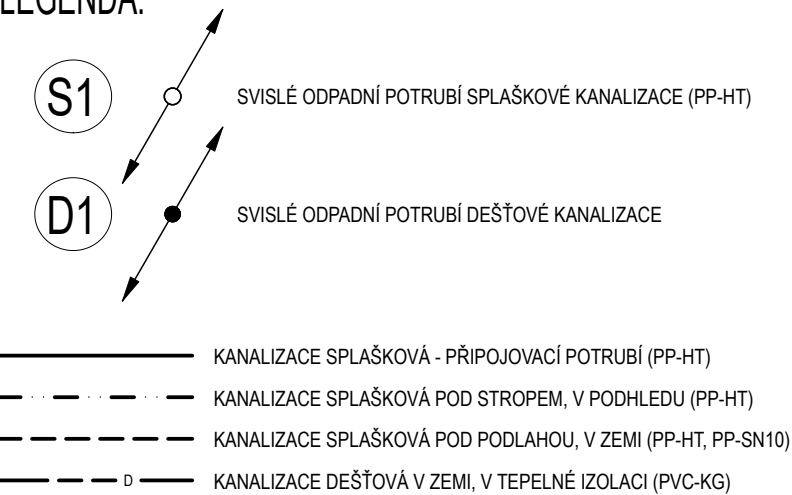 LEGENDA:
S1 SVISLÉ ODPADNÍ POTRUBÍ SPLAŠKOVÉ KANALIZACE (PP-HT)
D1 SVISLÉ ODPADNÍ POTRUBÍ DEŠŤOVÉ KANALIZACE
KANALIZACE SPLAŠKOVÁ - PŘIPOJOVACÍ POTRUBÍ (PP-HT)
KANALIZACE SPLAŠKOVÁ POD STROPEM, V PODHLEDU (PP-HT)
KANALIZACE SPLAŠKOVÁ POD PODLAHOU, V ZEMI (PP-HT, PP-SN10)
D KANALIZACE DEŠŤOVÁ V ZEMI, V TEPELNÉ IZOLACI (PVC-KG)